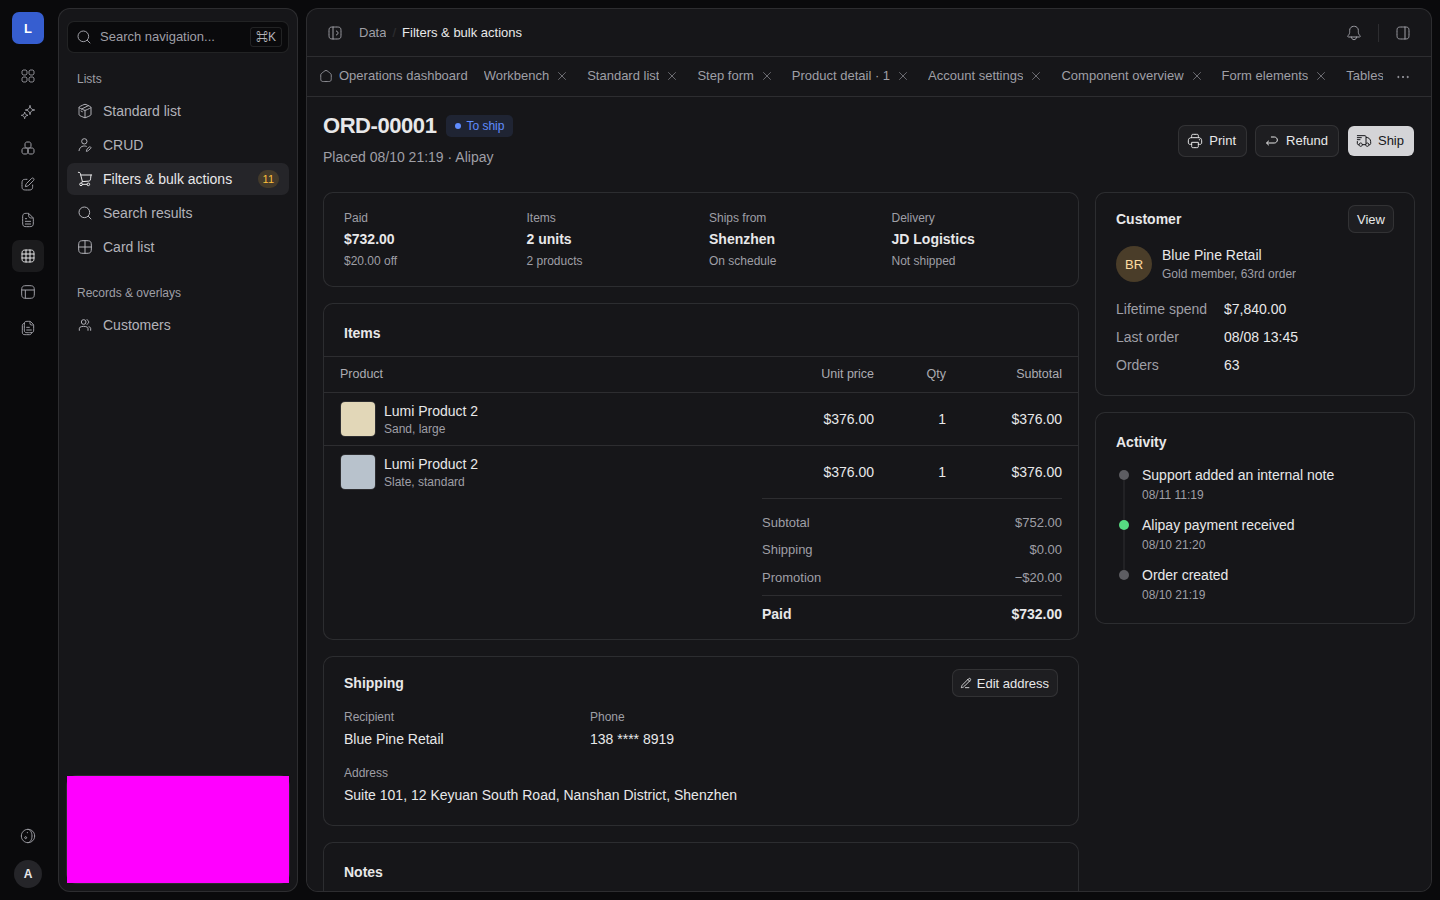 L
Search navigation...
⌘K
Lists
Standard list
CRUD
Filters & bulk actions
11
Search results
Card list
Records & overlays
Customers
A
Data / Filters & bulk actions
Operations dashboard
Workbench
Standard list
Step form
Product detail · 1
Account settings
Component overview
Form elements
Tables
ORD-00001
To ship
Placed 08/10 21:19 · Alipay
Print
Refund
Ship
Paid
$732.00
$20.00 off
Items
2 units
2 products
Ships from
Shenzhen
On schedule
Delivery
JD Logistics
Not shipped
Items
Product Unit price Qty Subtotal
Lumi Product 2
Sand, large
$376.00 1 $376.00
Lumi Product 2
Slate, standard
$376.00 1 $376.00
Subtotal $752.00
Shipping $0.00
Promotion −$20.00
Paid $732.00
Shipping
Edit address
Recipient
Blue Pine Retail
Phone
138 **** 8919
Address
Suite 101, 12 Keyuan South Road, Nanshan District, Shenzhen
Notes
Customer
View
BR
Blue Pine Retail
Gold member, 63rd order
Lifetime spend $7,840.00
Last order 08/08 13:45
Orders 63
Activity
Support added an internal note
08/11 11:19
Alipay payment received
08/10 21:20
Order created
08/10 21:19